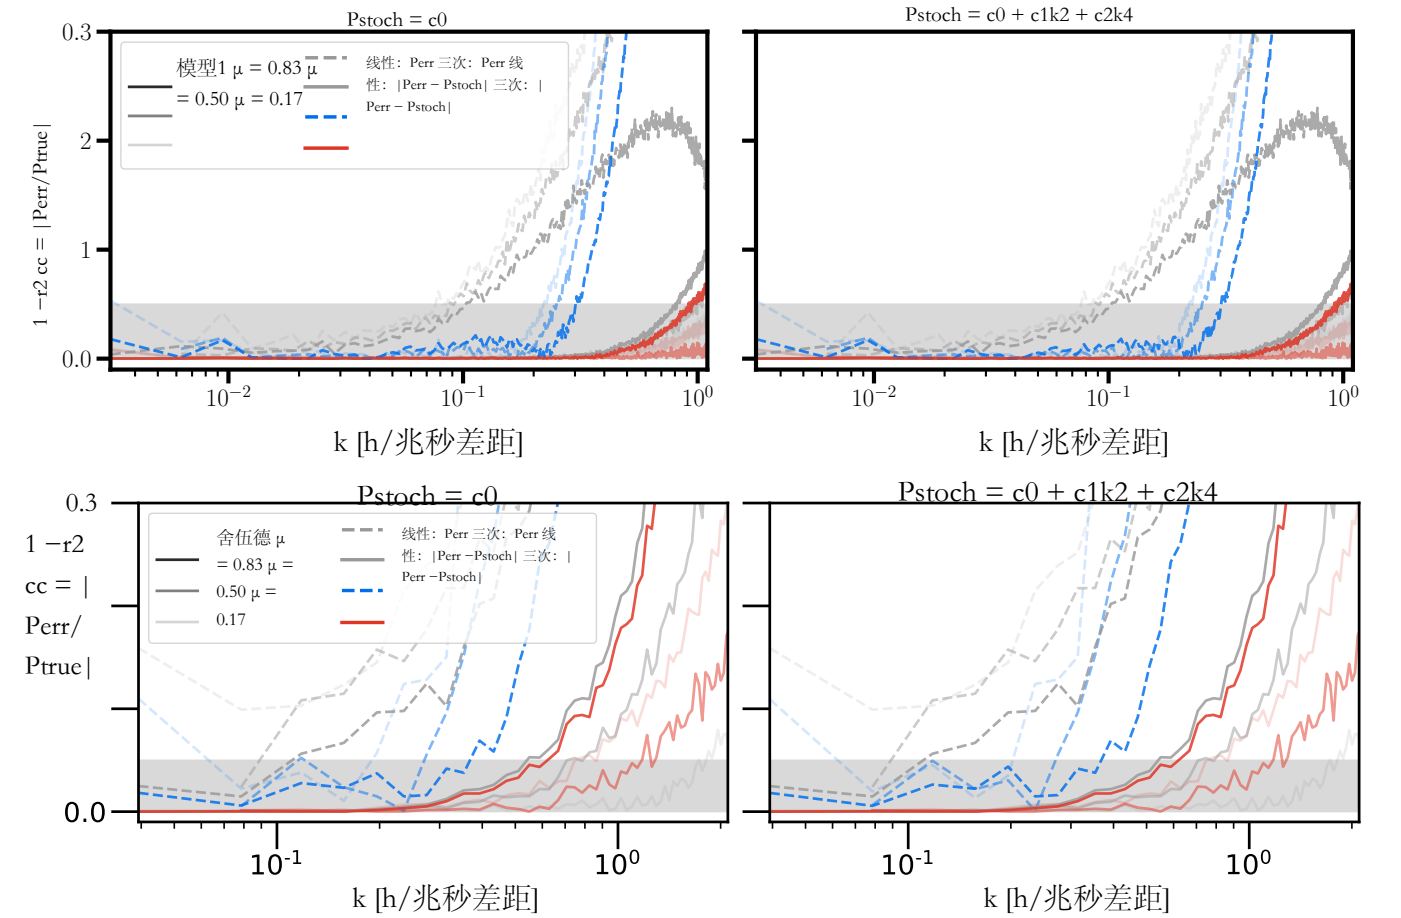 Pstoch = c0
Pstoch = c0 + c1k2 + c2k4
0.3
2
1
0.0
1 −r2 cc = |Perr/Ptrue|
模型1 μ = 0.83 μ
= 0.50 μ = 0.17
线性：Perr 三次：Perr 线
性：|Perr − Pstoch| 三次：|
Perr − Pstoch|
10⁻² 10⁻¹ 10⁰
10⁻² 10⁻¹ 10⁰
k [h/兆秒差距]
k [h/兆秒差距]
Pstoch = c0
Pstoch = c0 + c1k2 + c2k4
0.3
1 −r2
cc = |
Perr/
Ptrue|
0.0
舍伍德 μ
= 0.83 μ =
0.50 μ =
0.17
线性：Perr 三次：Perr 线
性：|Perr −Pstoch| 三次：|
Perr −Pstoch|
10⁻¹ 10⁰
10⁻¹ 10⁰
k [h/兆秒差距]
k [h/兆秒差距]